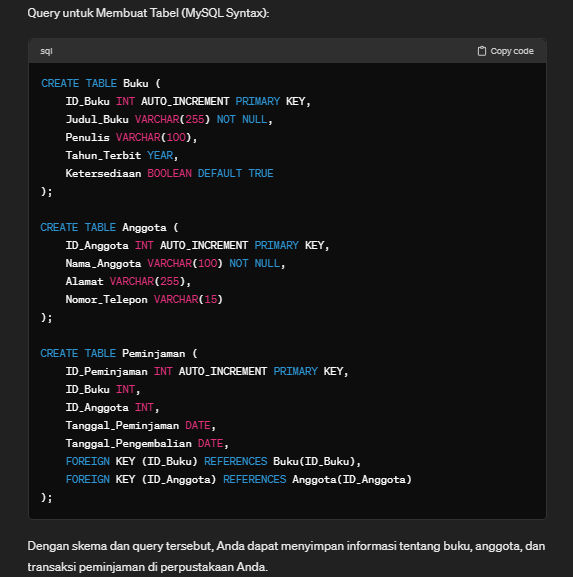 Query untuk Membuat Tabel (MySQL Syntax):
sql
Copy code
CREATE TABLE Buku (
    ID_Buku INT AUTO_INCREMENT PRIMARY KEY,
    Judul_Buku VARCHAR(255) NOT NULL,
    Penulis VARCHAR(100),
    Tahun_Terbit YEAR,
    Ketersediaan BOOLEAN DEFAULT TRUE
);
CREATE TABLE Anggota (
    ID_Anggota INT AUTO_INCREMENT PRIMARY KEY,
    Nama_Anggota VARCHAR(100) NOT NULL,
    Alamat VARCHAR(255),
    Nomor_Telepon VARCHAR(15)
);
CREATE TABLE Peminjaman (
    ID_Peminjaman INT AUTO_INCREMENT PRIMARY KEY,
    ID_Buku INT,
    ID_Anggota INT,
    Tanggal_Peminjaman DATE,
    Tanggal_Pengembalian DATE,
    FOREIGN KEY (ID_Buku) REFERENCES Buku(ID_Buku),
    FOREIGN KEY (ID_Anggota) REFERENCES Anggota(ID_Anggota)
);
Dengan skema dan query tersebut, Anda dapat menyimpan informasi tentang buku, anggota, dan
transaksi peminjaman di perpustakaan Anda.